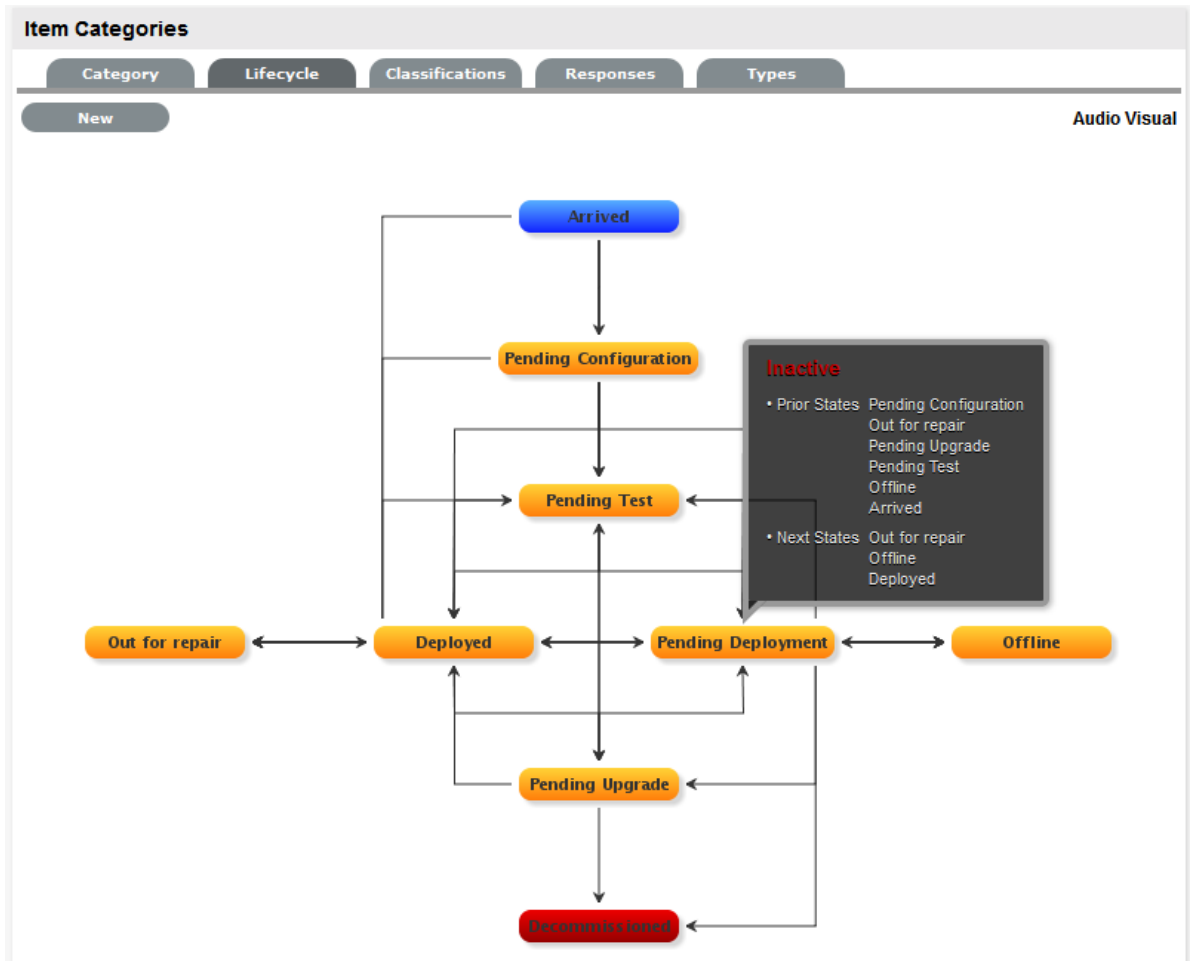 Item Categories
Category Lifecycle Classifications Responses Types
New Audio Visual
Arrived
Pending Configuration
Inactive
• Prior States Pending Configuration
Out for repair
Pending Upgrade
Pending Test
Offline
Arrived
• Next States Out for repair
Offline
Deployed
Pending Test
Out for repair Deployed Pending Deployment Offline
Pending Upgrade
Decommissioned